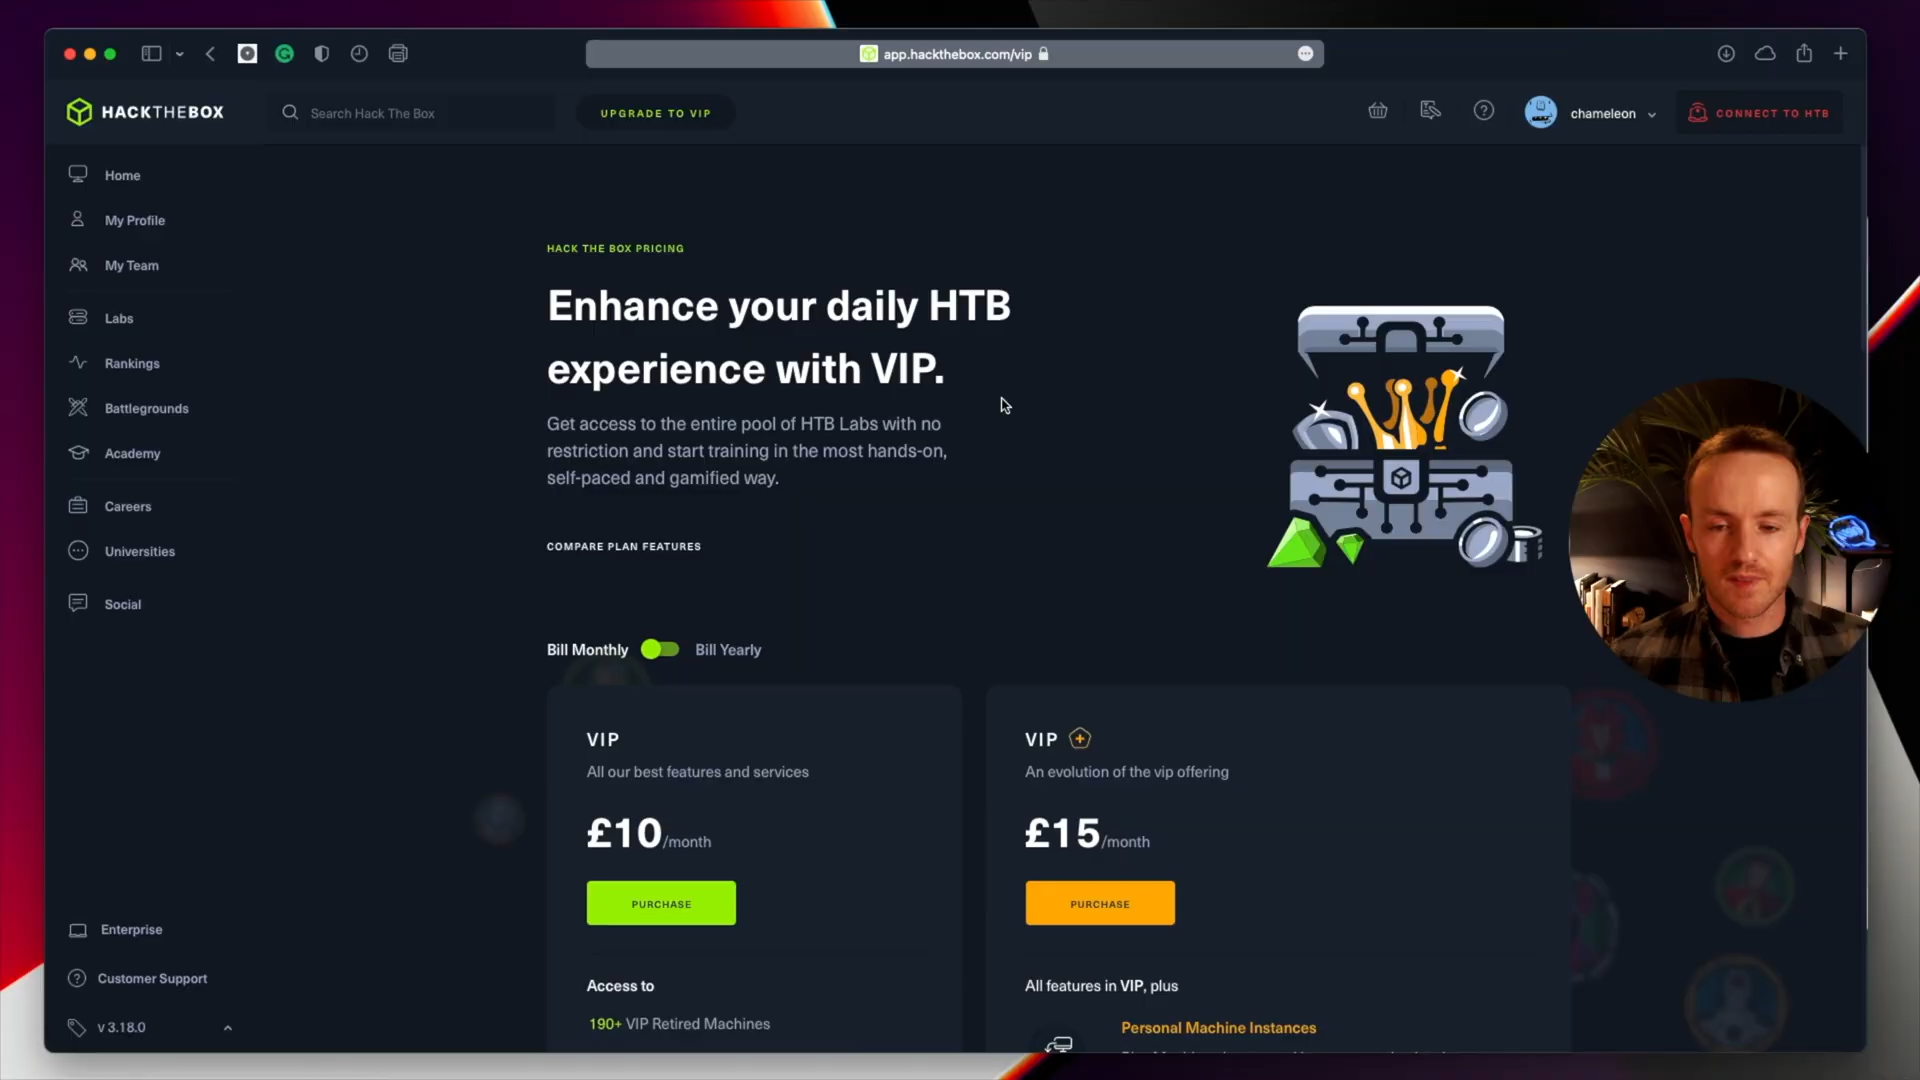 app.hackthebox.com/vip
HACKTHEBOX
Search Hack The Box
UPGRADE TO VIP
chameleon
CONNECT TO HTB
Home
My Profile
My Team
Labs
Rankings
Battlegrounds
Academy
Careers
Universities
Social
Enterprise
Customer Support
v 3.18.0
HACK THE BOX PRICING
Enhance your daily HTB
experience with VIP.
Get access to the entire pool of HTB Labs with no
restriction and start training in the most hands-on,
self-paced and gamified way.
COMPARE PLAN FEATURES
Bill Monthly
Bill Yearly
VIP
All our best features and services
£10/month
PURCHASE
Access to
190+ VIP Retired Machines
VIP
An evolution of the vip offering
£15/month
PURCHASE
All features in VIP, plus
Personal Machine Instances